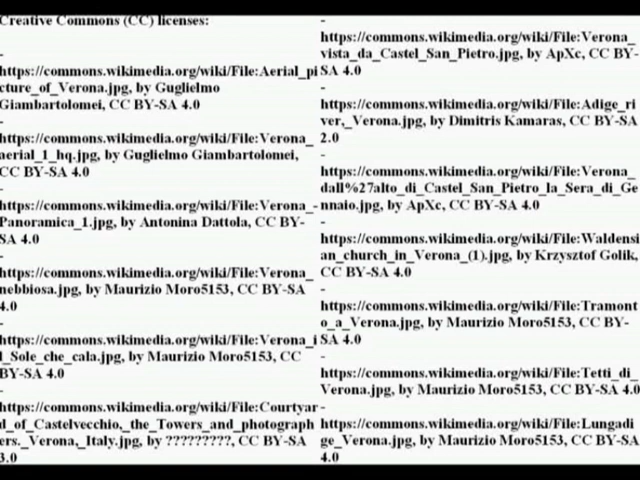 Creative Commons (CC) licenses:
-
https://commons.wikimedia.org/wiki/File:Aerial_pi
cture_of_Verona.jpg, by Guglielmo
Giambartolomei, CC BY-SA 4.0
-
https://commons.wikimedia.org/wiki/File:Verona_
aerial_1_hq.jpg, by Guglielmo Giambartolomei,
CC BY-SA 4.0
-
https://commons.wikimedia.org/wiki/File:Verona_-
Panoramica_1.jpg, by Antonina Dattola, CC BY-
SA 4.0
-
https://commons.wikimedia.org/wiki/File:Verona_
nebbiosa.jpg, by Maurizio Moro5153, CC BY-SA
4.0
-
https://commons.wikimedia.org/wiki/File:Verona_i
l_Sole_che_cala.jpg, by Maurizio Moro5153, CC
BY-SA 4.0
-
https://commons.wikimedia.org/wiki/File:Courtyar
d_of_Castelvecchio,_the_Towers_and_photograph
ers._Verona,_Italy.jpg, by ?????????, CC BY-SA
3.0
-
https://commons.wikimedia.org/wiki/File:Verona_
vista_da_Castel_San_Pietro.jpg, by ApXc, CC BY-
SA 4.0
-
https://commons.wikimedia.org/wiki/File:Adige_ri
ver,_Verona.jpg, by Dimitris Kamaras, CC BY-SA
2.0
-
https://commons.wikimedia.org/wiki/File:Verona_
dall%27alto_di_Castel_San_Pietro_la_Sera_di_Ge
nnaio.jpg, by ApXc, CC BY-SA 4.0
-
https://commons.wikimedia.org/wiki/File:Waldensi
an_church_in_Verona_(1).jpg, by Krzysztof Golik,
CC BY-SA 4.0
-
https://commons.wikimedia.org/wiki/File:Tramont
o_a_Verona.jpg, by Maurizio Moro5153, CC BY-
SA 4.0
-
https://commons.wikimedia.org/wiki/File:Tetti_di_
Verona.jpg, by Maurizio Moro5153, CC BY-SA 4.0
-
https://commons.wikimedia.org/wiki/File:Lungadi
ge_Verona.jpg, by Maurizio Moro5153, CC BY-SA
4.0